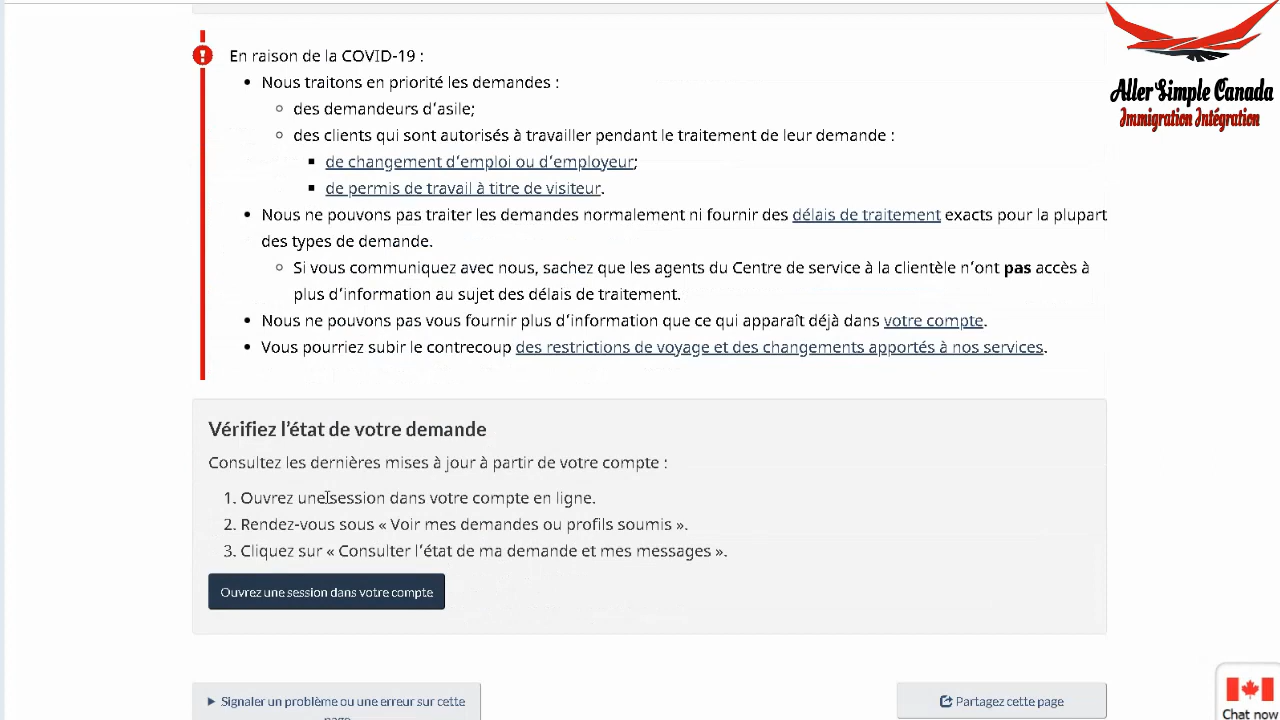 En raison de la COVID-19 :
Nous traitons en priorité les demandes :
des demandeurs d’asile;
des clients qui sont autorisés à travailler pendant le traitement de leur demande :
de changement d’emploi ou d’employeur;
de permis de travail à titre de visiteur.
Nous ne pouvons pas traiter les demandes normalement ni fournir des délais de traitement exacts pour la plupart
des types de demande.
Si vous communiquez avec nous, sachez que les agents du Centre de service à la clientèle n’ont pas accès à
plus d’information au sujet des délais de traitement.
Nous ne pouvons pas vous fournir plus d’information que ce qui apparaît déjà dans votre compte.
Vous pourriez subir le contrecoup des restrictions de voyage et des changements apportés à nos services.
Aller Simple Canada
Immigration Intégration
Vérifiez l’état de votre demande
Consultez les dernières mises à jour à partir de votre compte :
1. Ouvrez une session dans votre compte en ligne.
2. Rendez-vous sous « Voir mes demandes ou profils soumis ».
3. Cliquez sur « Consulter l’état de ma demande et mes messages ».
Ouvrez une session dans votre compte
Signaler un problème ou une erreur sur cette
page
Partagez cette page
Chat now